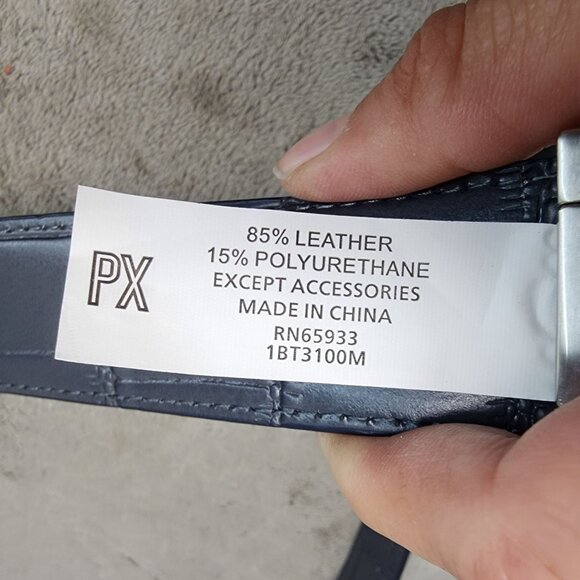 PX
85% LEATHER
15% POLYURETHANE
EXCEPT ACCESSORIES
MADE IN CHINA
RN65933
1BT3100M